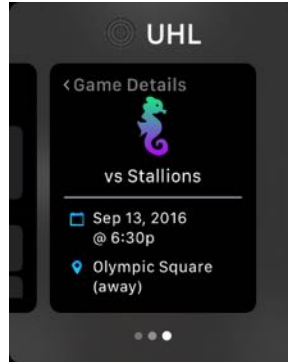 UHL
<Game Details
vs Stallions
Sep 13, 2016
@ 6:30p
Olympic Square
(away)